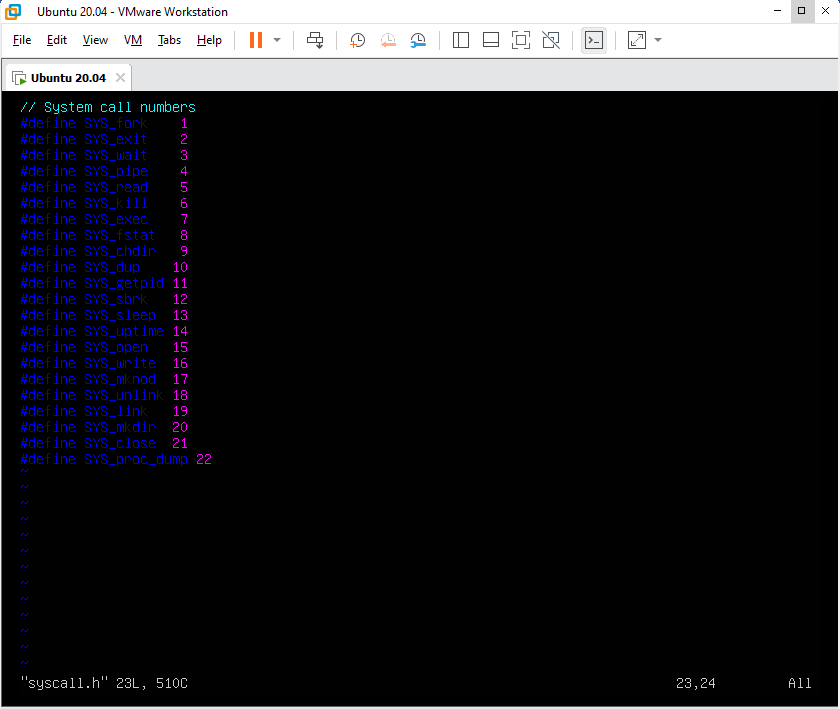 Ubuntu 20.04 - VMware Workstation
File Edit View VM Tabs Help
Ubuntu 20.04
// System call numbers
#define SYS_fork    1
#define SYS_exit    2
#define SYS_wait    3
#define SYS_pipe    4
#define SYS_read    5
#define SYS_kill    6
#define SYS_exec    7
#define SYS_fstat   8
#define SYS_chdir   9
#define SYS_dup    10
#define SYS_getpid 11
#define SYS_sbrk   12
#define SYS_sleep  13
#define SYS_uptime 14
#define SYS_open   15
#define SYS_write  16
#define SYS_mknod  17
#define SYS_unlink 18
#define SYS_link   19
#define SYS_mkdir  20
#define SYS_close  21
#define SYS_proc_dump 22
~
~
~
~
~
~
~
~
~
~
~
~
~
"syscall.h" 23L, 510C 23,24 All